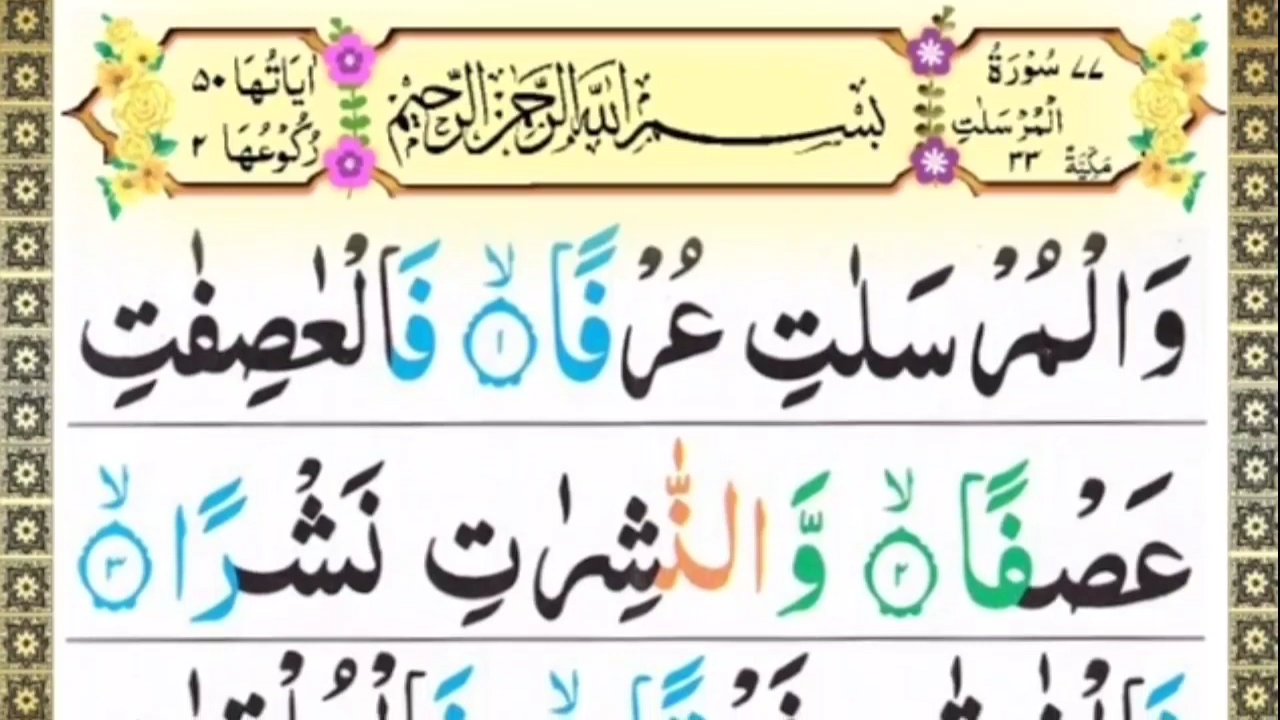 ٧٧ سُوْرَةُ
الْمُرْسَلٰتِ
مَكِّيَّةٌ ٣٣
بِسْمِ اللّٰهِ الرَّحْمٰنِ الرَّحِيْمِ
اٰيَاتُهَا ٥٠
رُكُوْعُهَا ٢
وَالْمُرْسَلٰتِ عُرْفًا ۙ﴿١﴾ فَالْعٰصِفٰتِ
عَصْفًا ۙ﴿٢﴾ وَّالنّٰشِرٰتِ نَشْرًا ۙ﴿٣﴾